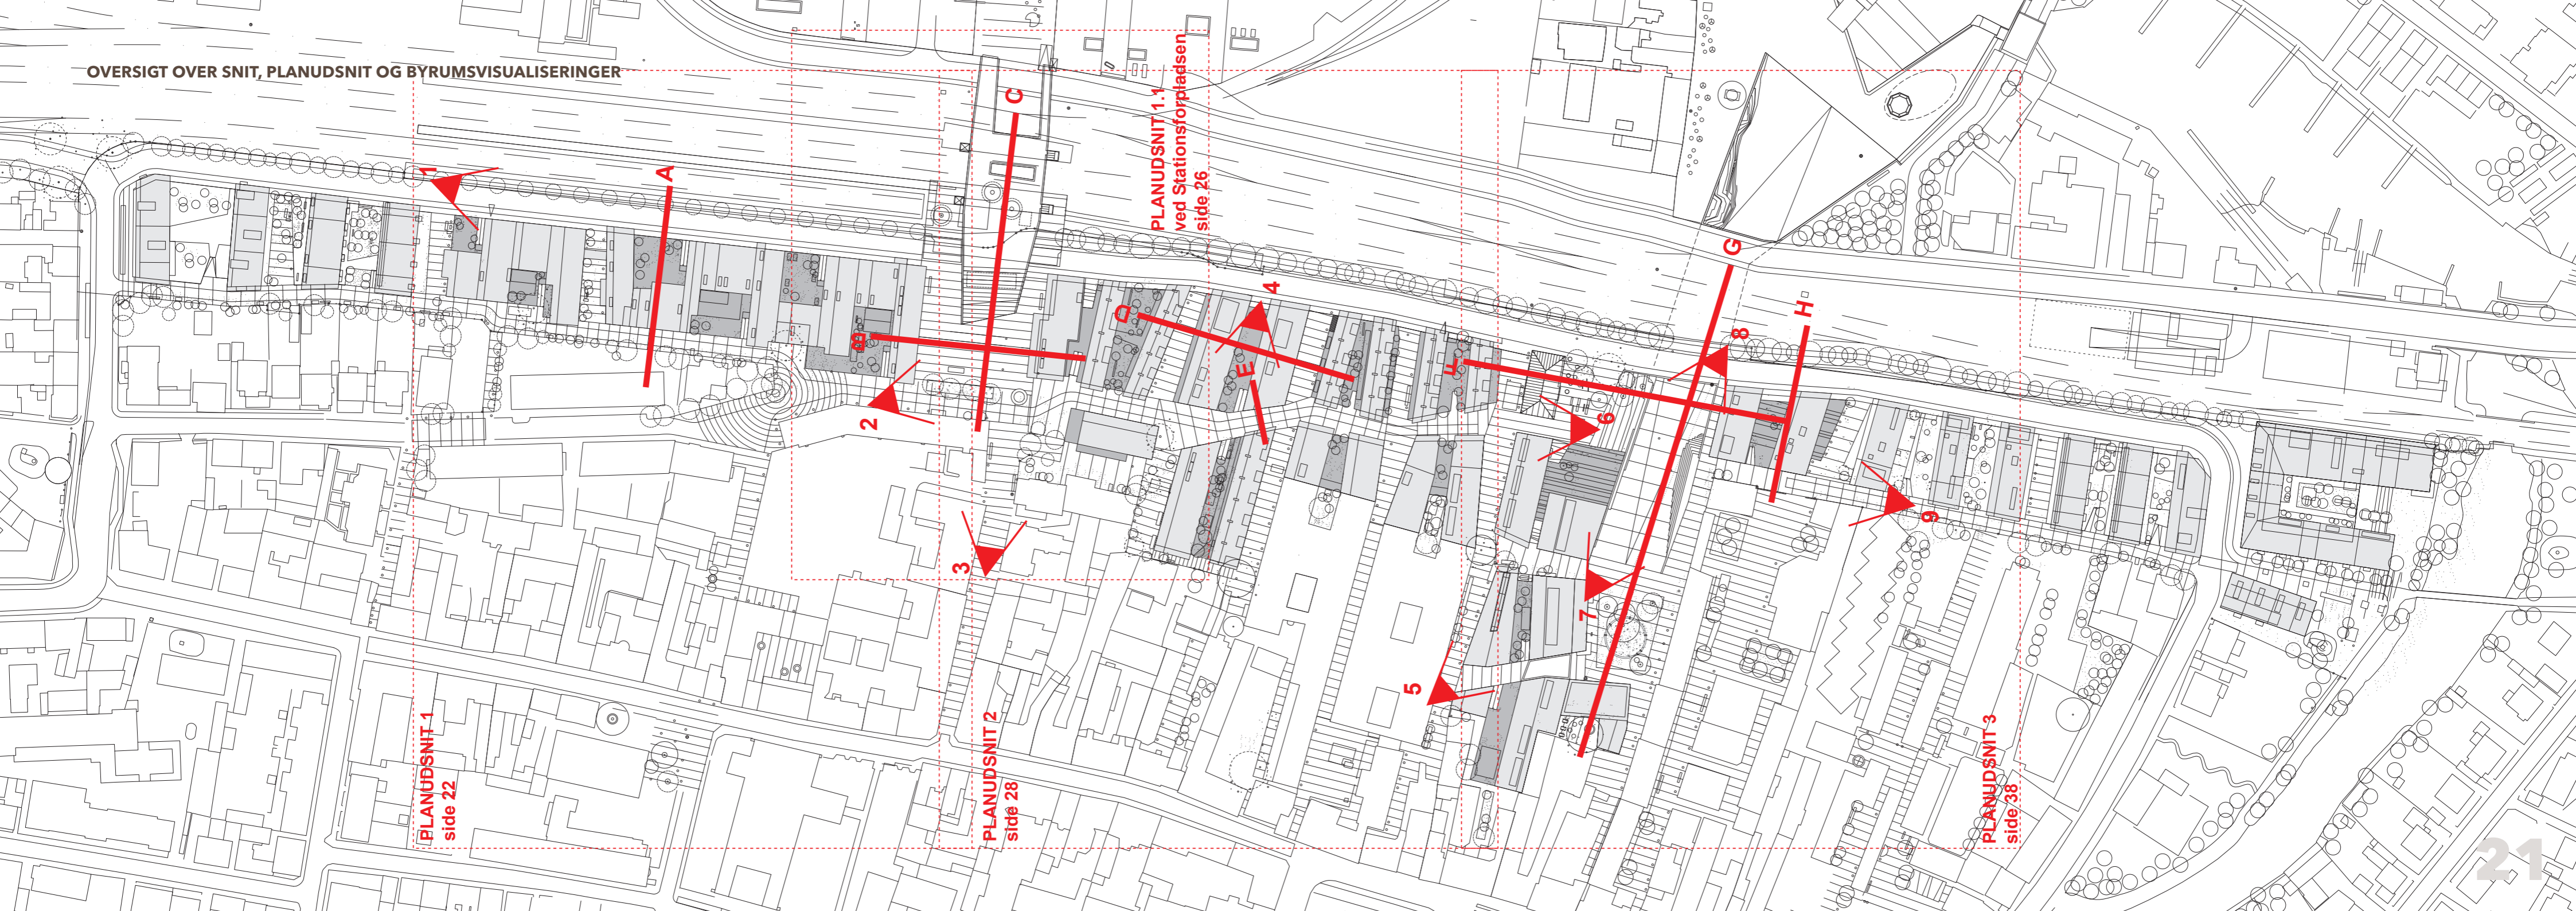 OVERSIGT OVER SNIT, PLANUDSNIT OG BYRUMSVISUALISERINGER
C
PLANUDSNIT 1.1
ved Stationsforpladsen
side 26
1
A
G
H
4
D
B
E
F
8
2
6
9
3
7
5
PLANUDSNIT 1
side 22
PLANUDSNIT 2
side 28
PLANUDSNIT 3
side 38
21